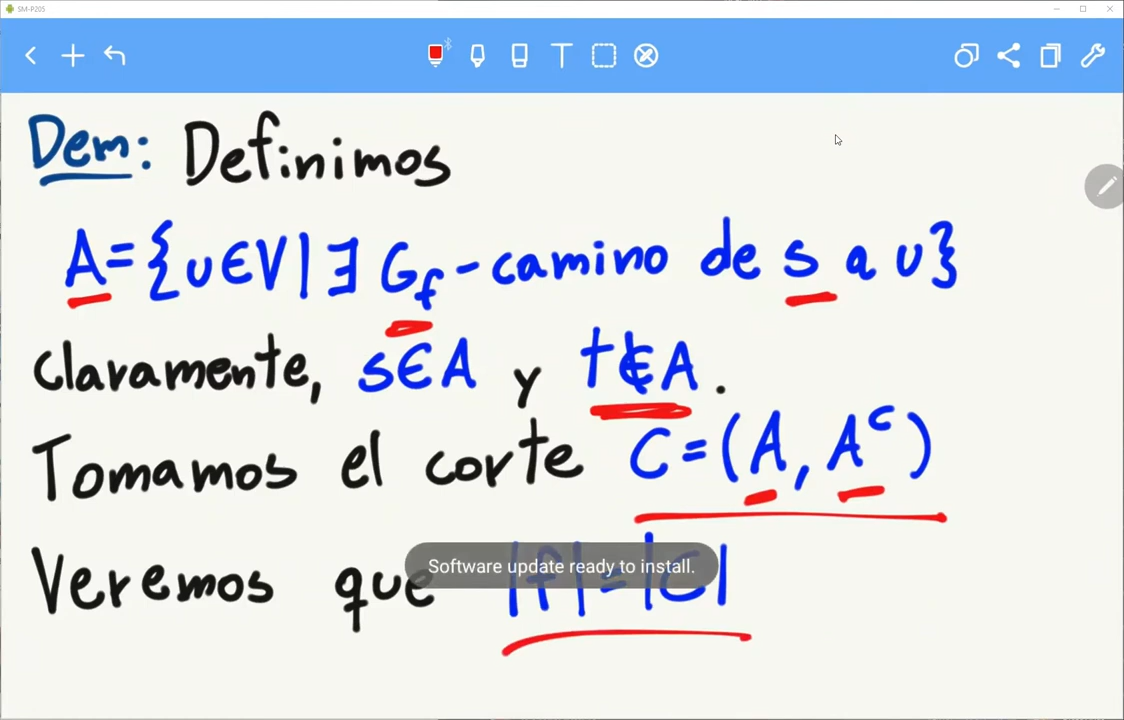 SM-P205
Dem: Definimos
A={υ∈V|∃ G_f-camino de s a υ}
Claramente, s∈A y t∉A.
Tomamos el corte C=(A, A^c)
Veremos que |f|=|C|
Software update ready to install.